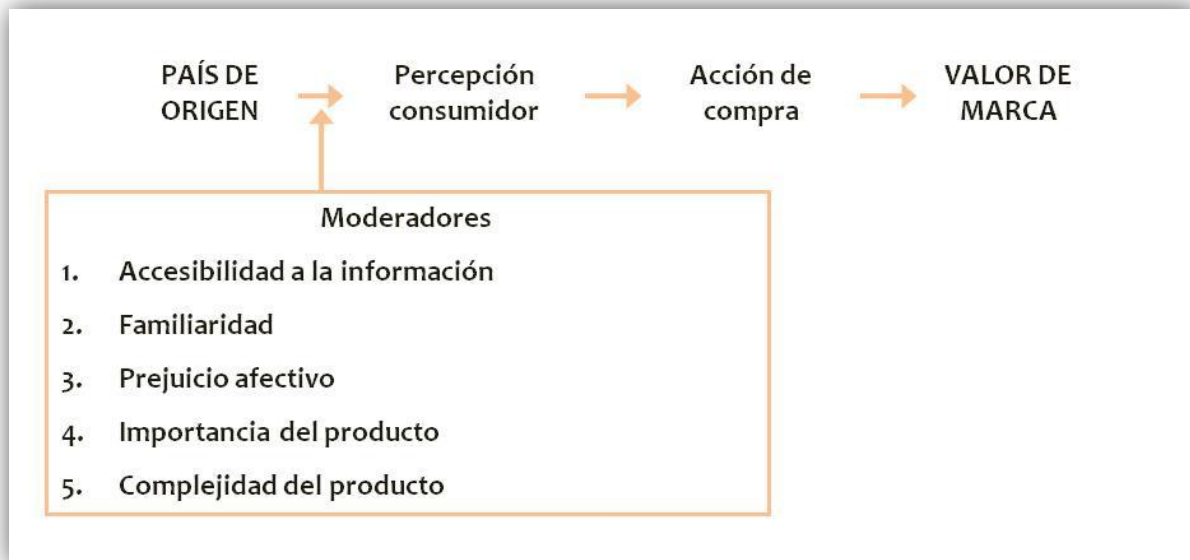 PAÍS DE ORIGEN
Percepción consumidor
Acción de compra
VALOR DE MARCA
Moderadores
1. Accesibilidad a la información
2. Familiaridad
3. Prejuicio afectivo
4. Importancia del producto
5. Complejidad del producto